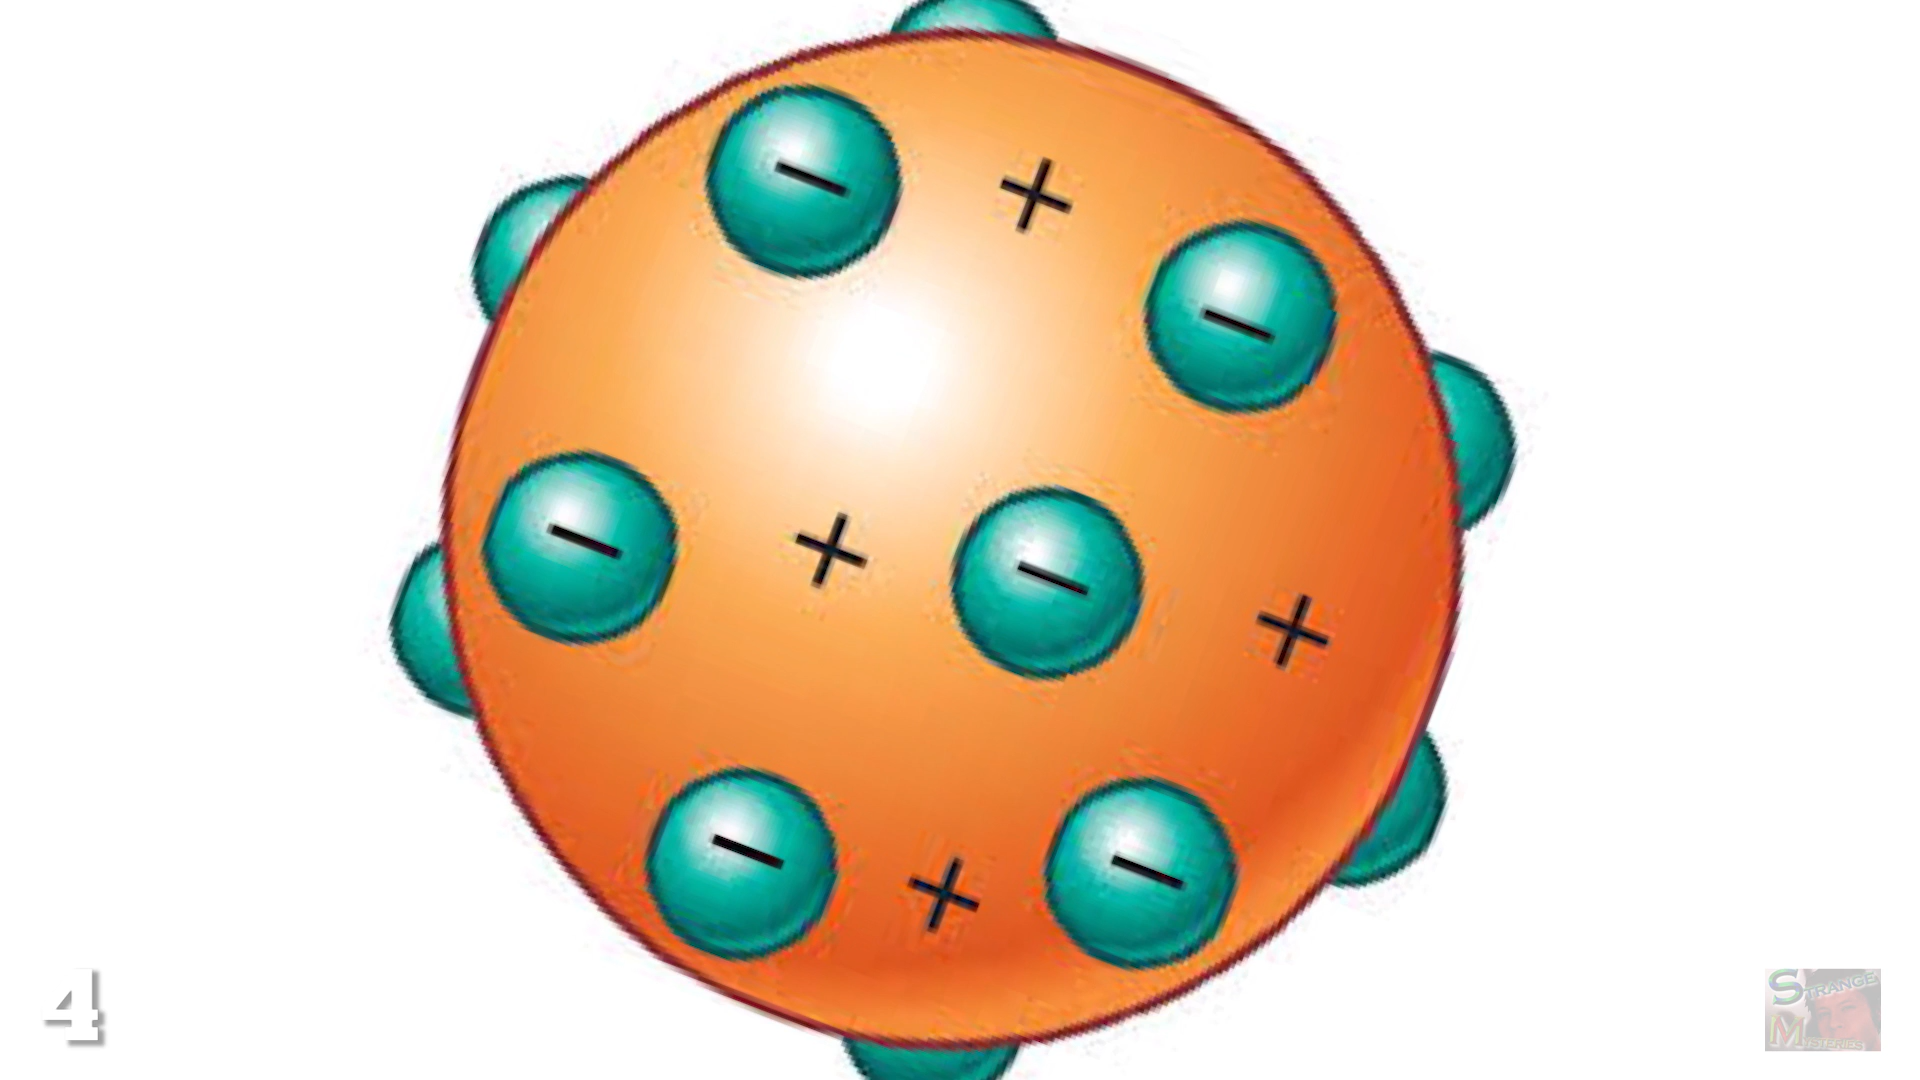 − +
−
− + − +
− + −
4
STRANGE
MYSTERIES